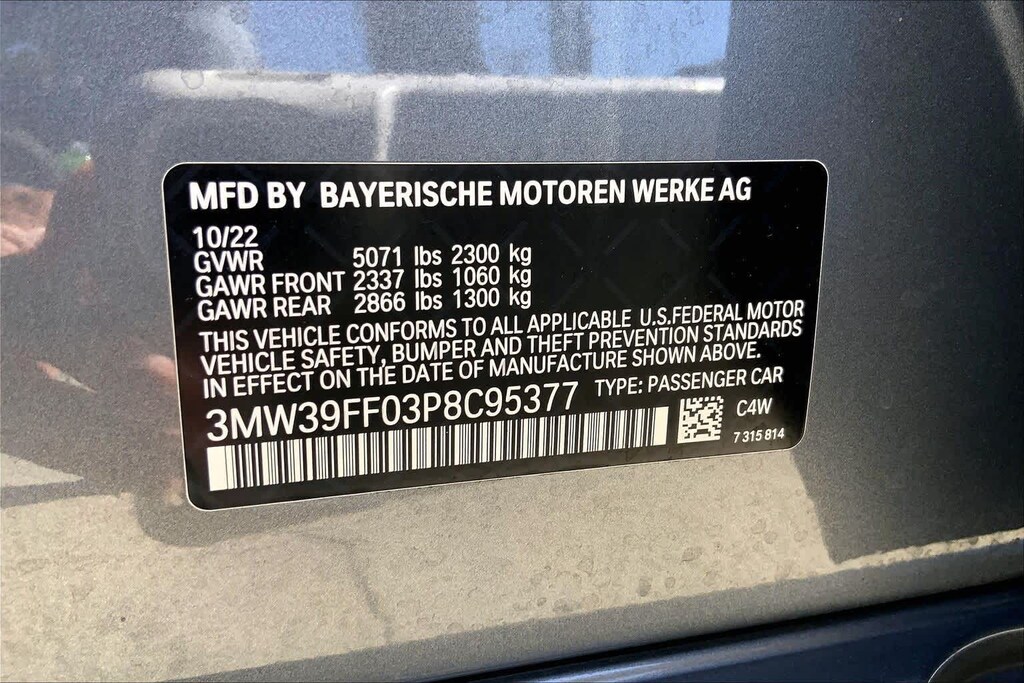 MFD BY BAYERISCHE MOTOREN WERKE AG
10/22
GVWR 5071 lbs 2300 kg
GAWR FRONT 2337 lbs 1060 kg
GAWR REAR 2866 lbs 1300 kg
THIS VEHICLE CONFORMS TO ALL APPLICABLE U.S.FEDERAL MOTOR
VEHICLE SAFETY, BUMPER AND THEFT PREVENTION STANDARDS
IN EFFECT ON THE DATE OF MANUFACTURE SHOWN ABOVE.
3MW39FF03P8C95377 TYPE: PASSENGER CAR
C4W
7 315 814